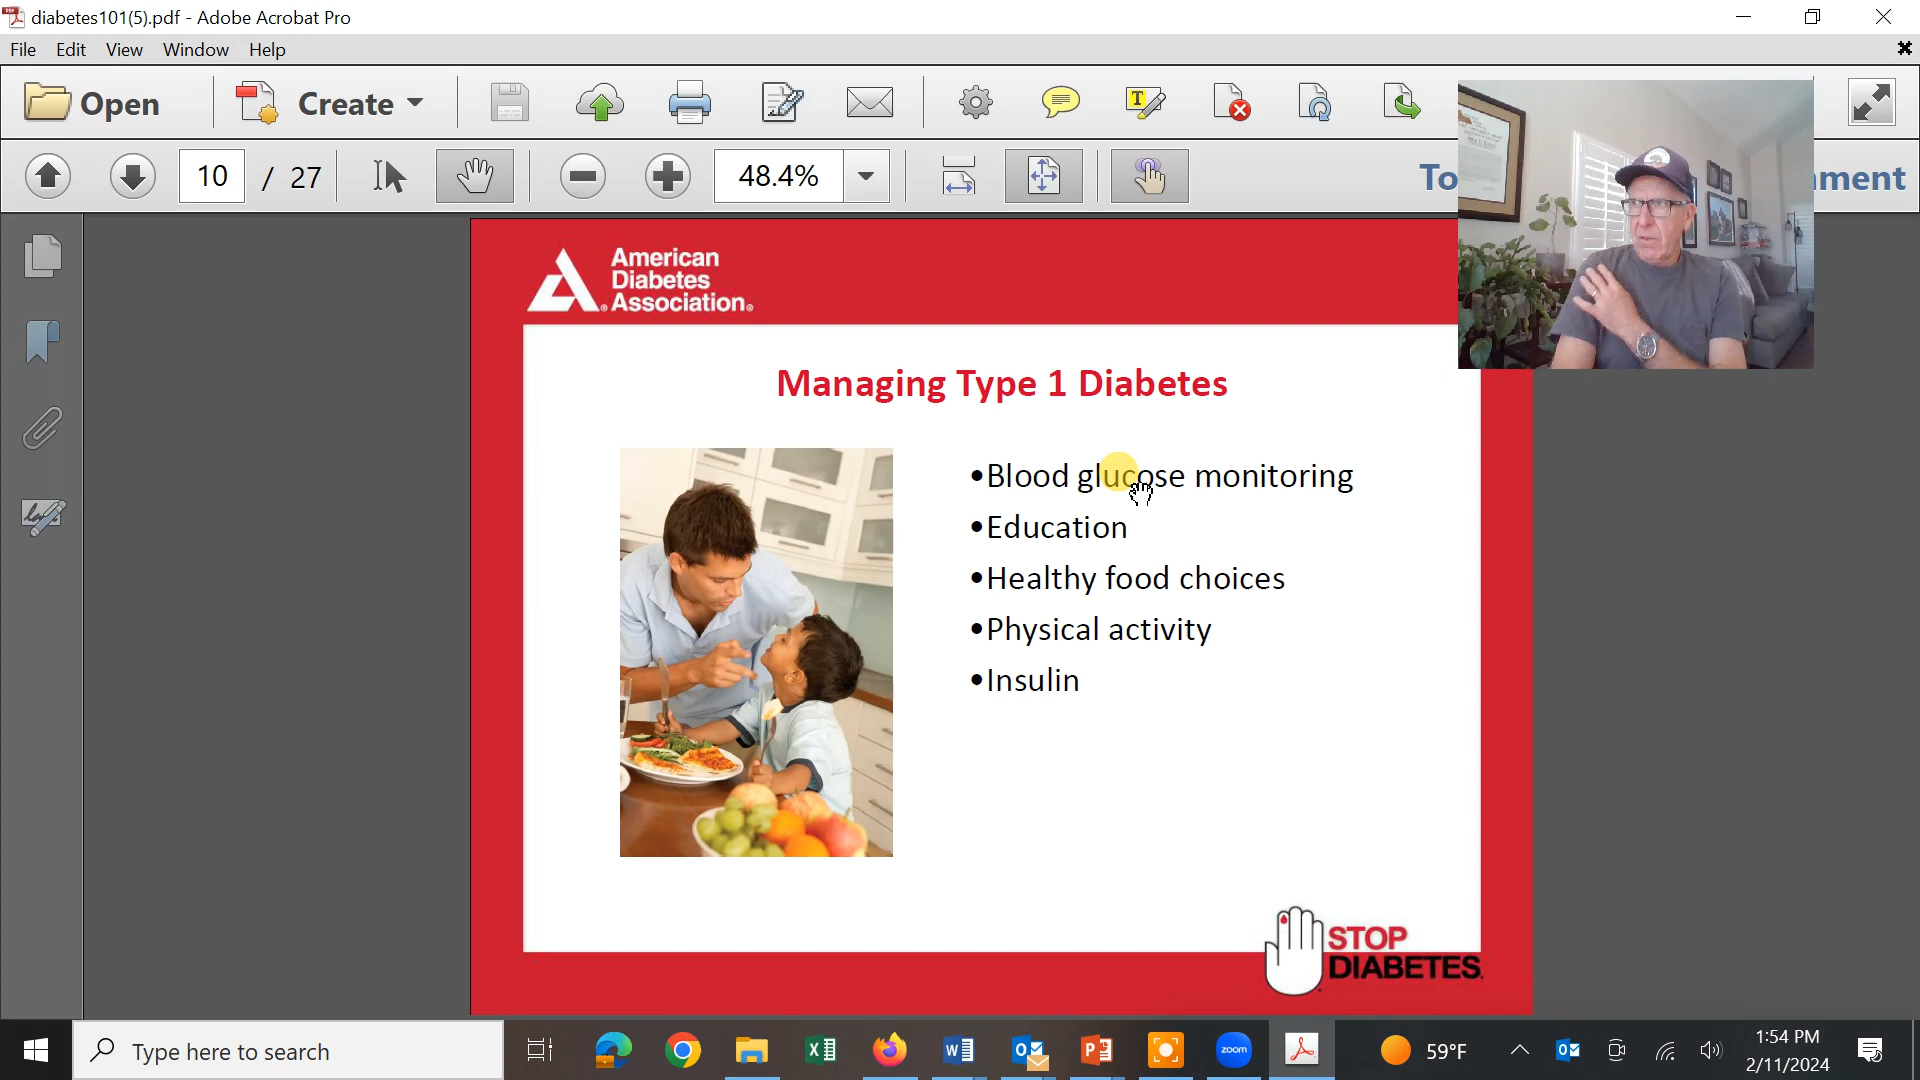 diabetes101(5).pdf - Adobe Acrobat Pro
File Edit View Window Help
Open Create
10 / 27 48.4% To ment
American
Diabetes
Association®
Managing Type 1 Diabetes
•Blood glucose monitoring
•Education
•Healthy food choices
•Physical activity
•Insulin
STOP
DIABETES.
Type here to search
zoom
59°F
1:54 PM
2/11/2024